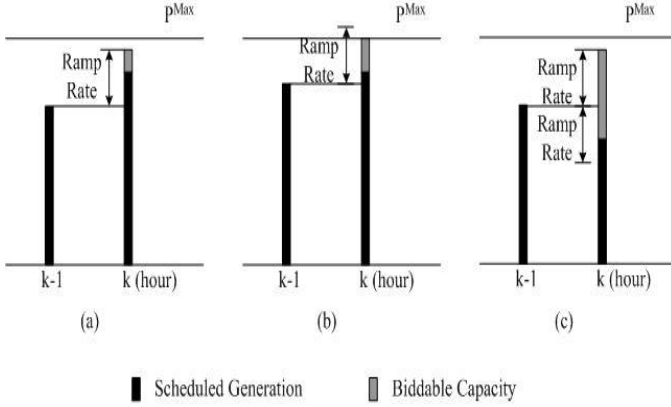 P^Max
P^Max
P^Max
Ramp
Rate
Ramp
Rate
Ramp
Rate
Ramp
Rate
k-1 k (hour)
k-1 k (hour)
k-1 k (hour)
(a)
(b)
(c)
Scheduled Generation
Biddable Capacity